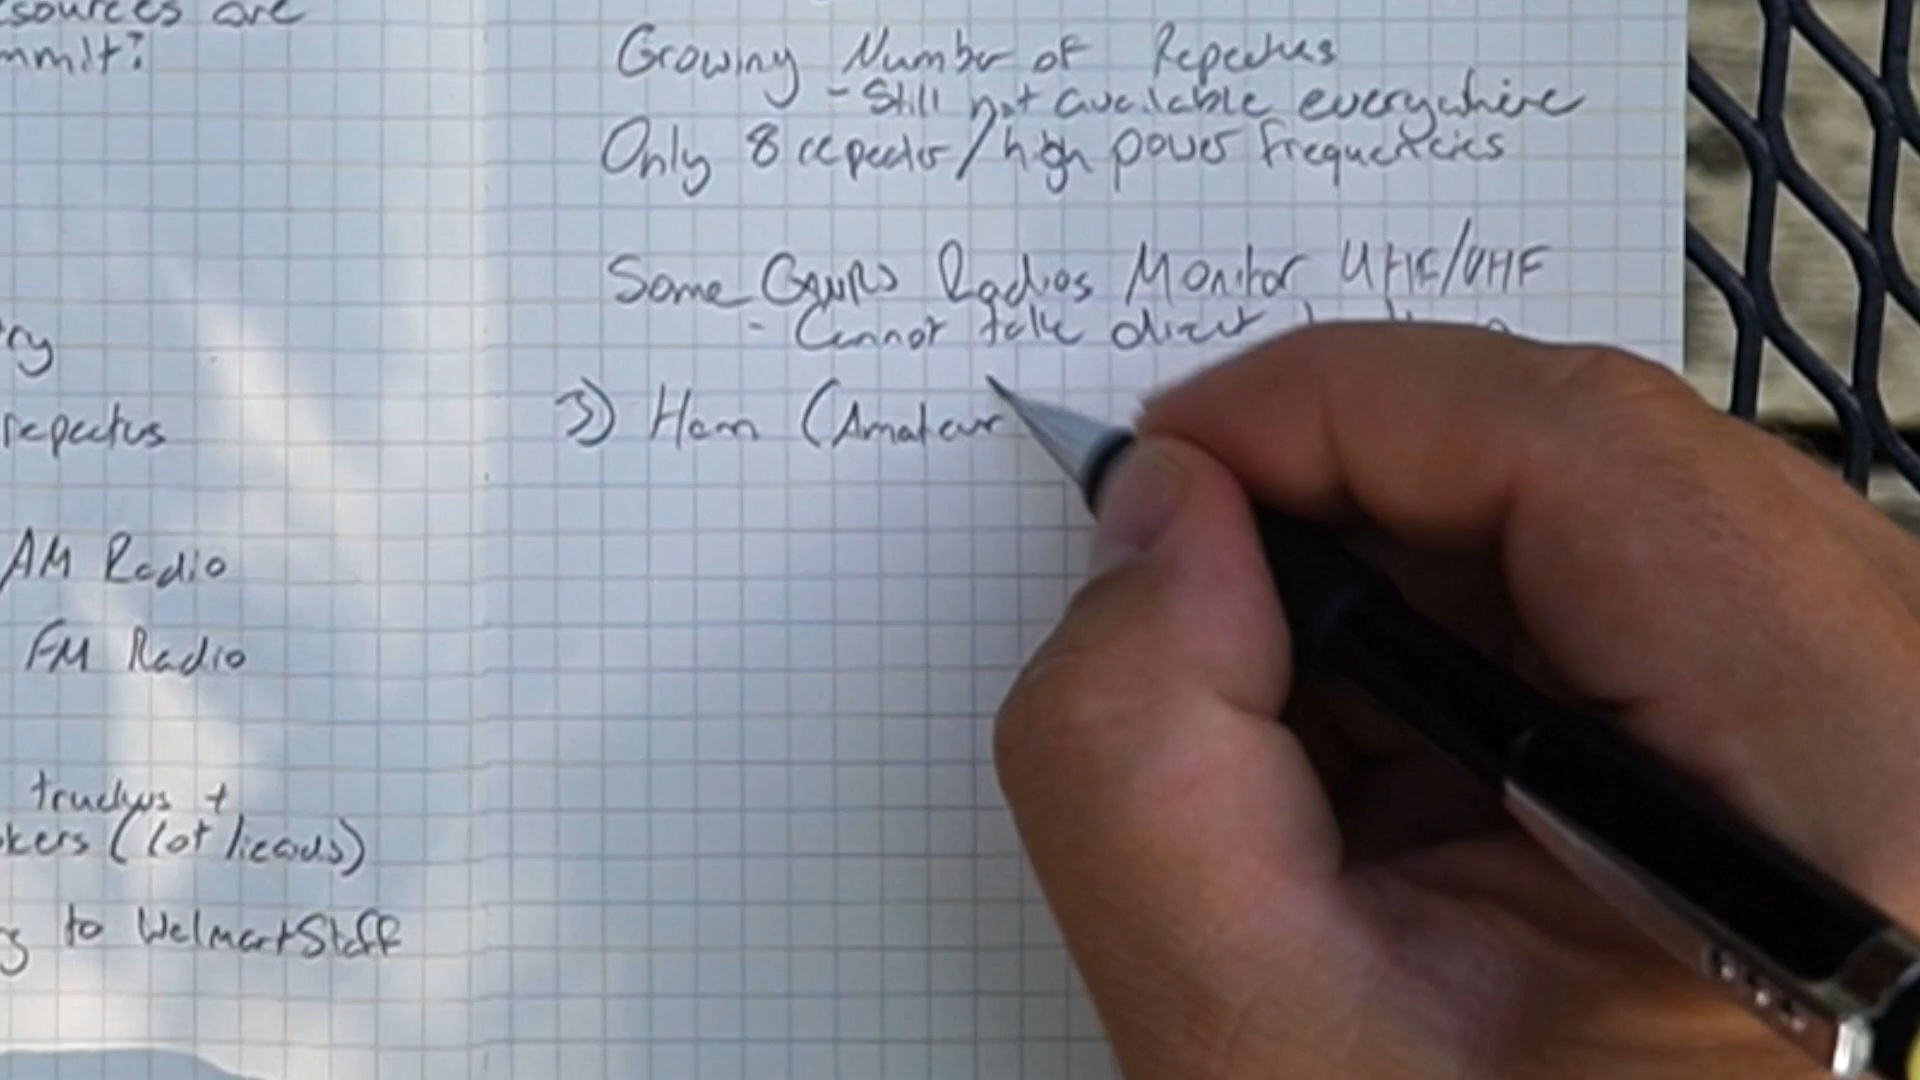 sources are
mmit?
ry
repeaters
AM Radio
FM Radio
truckers +
kers (lot lizards)
g to Walmart Staff
Growing Number of Repeaters
- Still not available everywhere
Only 8 repeater/high power frequencies
Some GMRS Radios Monitor UHF/VHF
- Cannot talk direct
3) Ham (Amateur